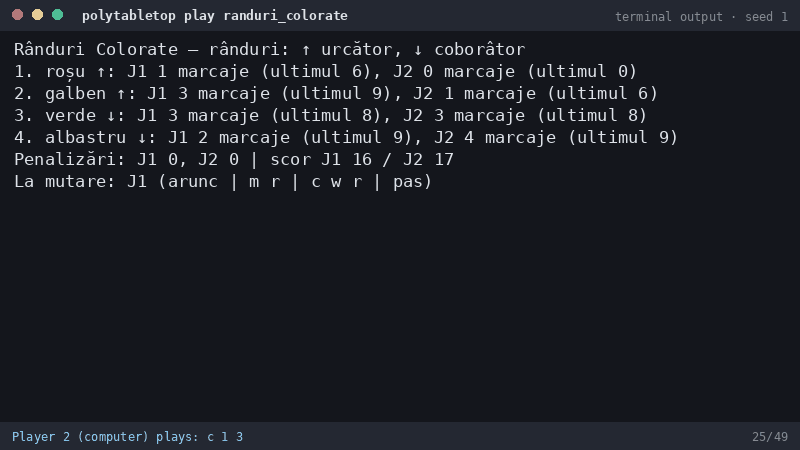 polytabletop play randuri_colorate
terminal output · seed 1
Rânduri Colorate — rânduri: ↑ urcător, ↓ coborâtor
1. roșu ↑: J1 1 marcaje (ultimul 6), J2 0 marcaje (ultimul 0)
2. galben ↑: J1 3 marcaje (ultimul 9), J2 1 marcaje (ultimul 6)
3. verde ↓: J1 3 marcaje (ultimul 8), J2 3 marcaje (ultimul 8)
4. albastru ↓: J1 2 marcaje (ultimul 9), J2 4 marcaje (ultimul 9)
Penalizări: J1 0, J2 0 | scor J1 16 / J2 17
La mutare: J1 (arunc | m r | c w r | pas)
Player 2 (computer) plays: c 1 3
25/49